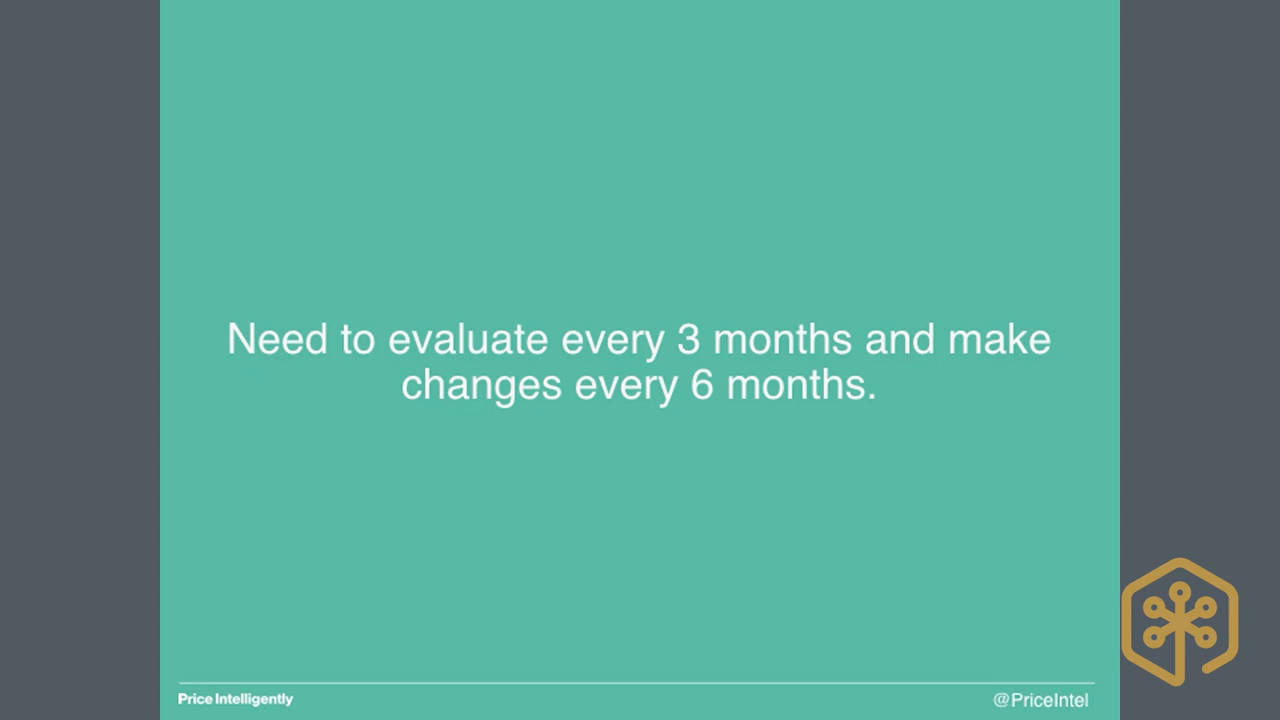 Need to evaluate every 3 months and make
changes every 6 months.
Price Intelligently
@PriceIntel